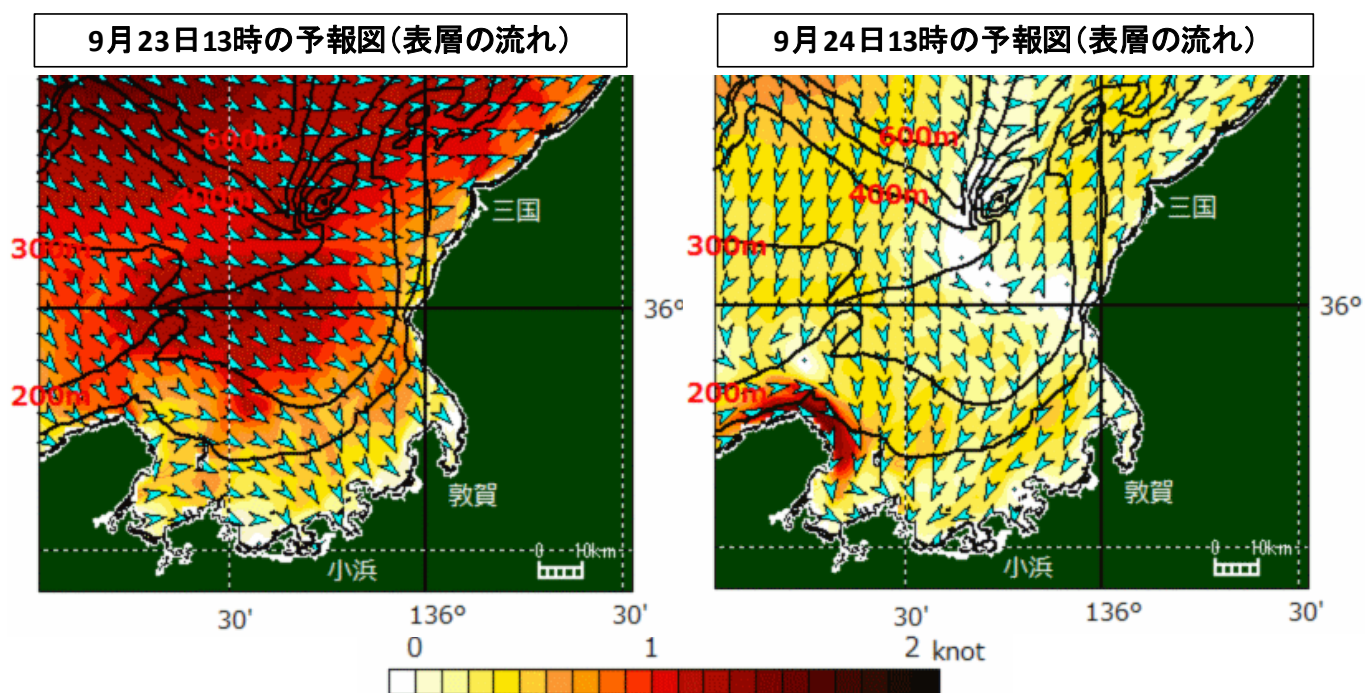 9月23日13時の予報図(表層の流れ)
9月24日13時の予報図(表層の流れ)
600m
400m
300m
200m
三国
敦賀
小浜
0 10km
36°
30'
136°
30'
600m
400m
300m
200m
三国
敦賀
小浜
0 10km
36°
30'
136°
30'
0 1 2 knot